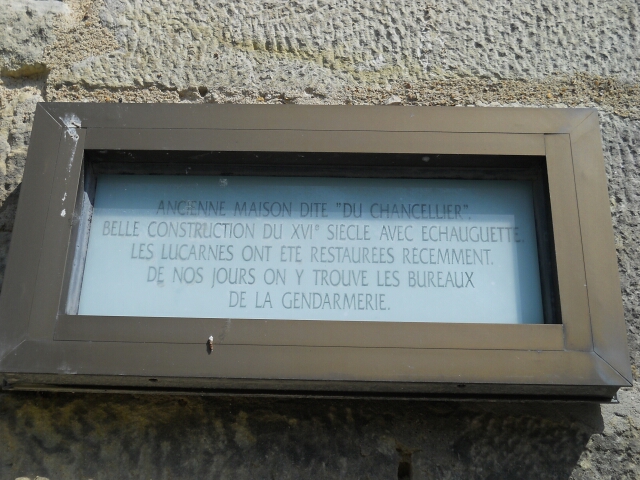 ANCIENNE MAISON DITE "DU CHANCELLIER".
BELLE CONSTRUCTION DU XVI° SIECLE AVEC ECHAUGUETTE.
LES LUCARNES ONT ETE RESTAUREES RECEMMENT.
DE NOS JOURS ON Y TROUVE LES BUREAUX
DE LA GENDARMERIE.